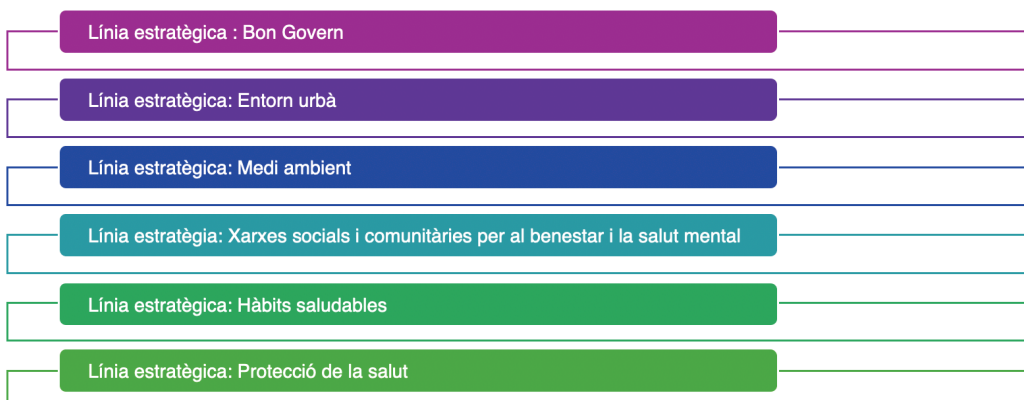 Línia estratègica : Bon Govern
Línia estratègica: Entorn urbà
Línia estratègica: Medi ambient
Línia estratègia: Xarxes socials i comunitàries per al benestar i la salut mental
Línia estratègica: Hàbits saludables
Línia estratègica: Protecció de la salut